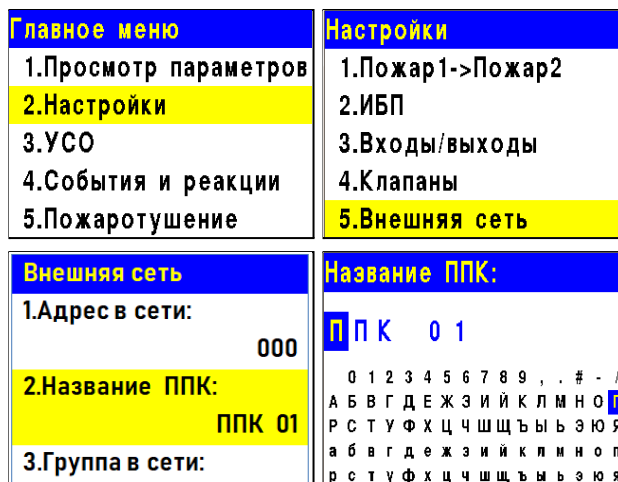 Главное меню
1.Просмотр параметров
2.Настройки
3.УСО
4.События и реакции
5.Пожаротушение
Настройки
1.Пожар1->Пожар2
2.ИБП
3.Входы/выходы
4.Клапаны
5.Внешняя сеть
Внешняя сеть
1.Адрес в сети:
000
2.Название ППК:
ППК 01
3.Группа в сети:
Название ППК:
ППК 01
0 1 2 3 4 5 6 7 8 9 , . # - /
А Б В Г Д Е Ж З И Й К Л М Н О П
Р С Т У Ф Х Ц Ч Ш Щ Ъ Ы Ь Э Ю Я
а б в г д е ж з и й к л м н о п
р с т у ф х ц ч ш щ ъ ы ь э ю я